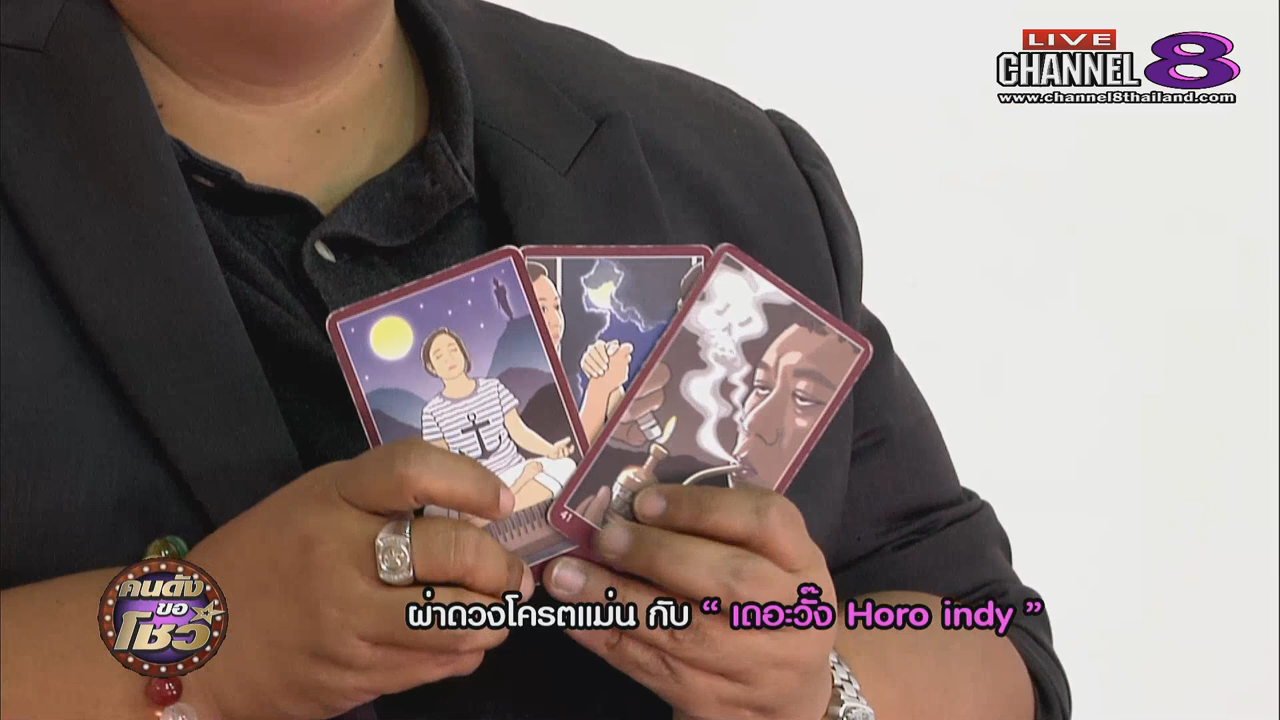 LIVE
CHANNEL 8
www.channel8thailand.com
41
คนดัง
ขอ
โชว์
ผ่าดวงโครตแม่น กับ “ เดอะวั๊ง Horo indy ”